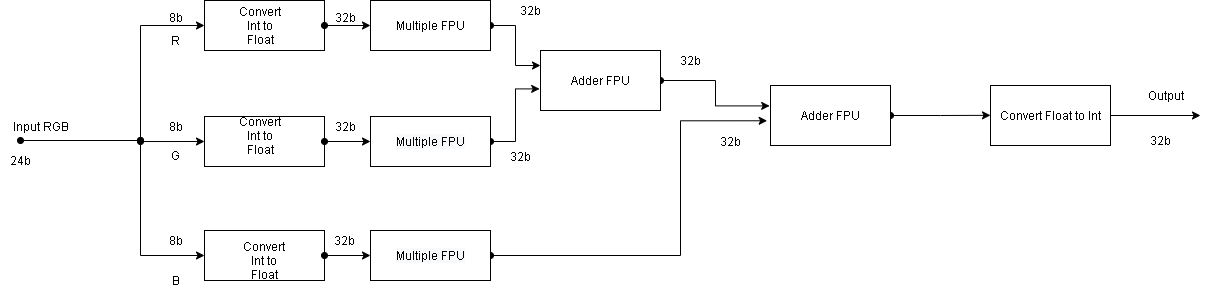 Input RGB
24b
8b
R
Convert
Int to
Float
32b
Multiple FPU
32b
8b
G
Convert
Int to
Float
32b
Multiple FPU
32b
8b
B
Convert
Int to
Float
32b
Multiple FPU
Adder FPU
32b
32b
Adder FPU
Convert Float to Int
Output
32b